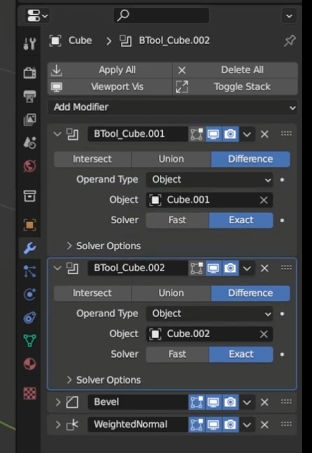 Cube > BTool_Cube.002
Apply All Delete All
Viewport Vis Toggle Stack
Add Modifier
BTool_Cube.001
Intersect Union Difference
Operand Type Object
Object Cube.001
Solver Fast Exact
> Solver Options
BTool_Cube.002
Intersect Union Difference
Operand Type Object
Object Cube.002
Solver Fast Exact
> Solver Options
Bevel
WeightedNormal